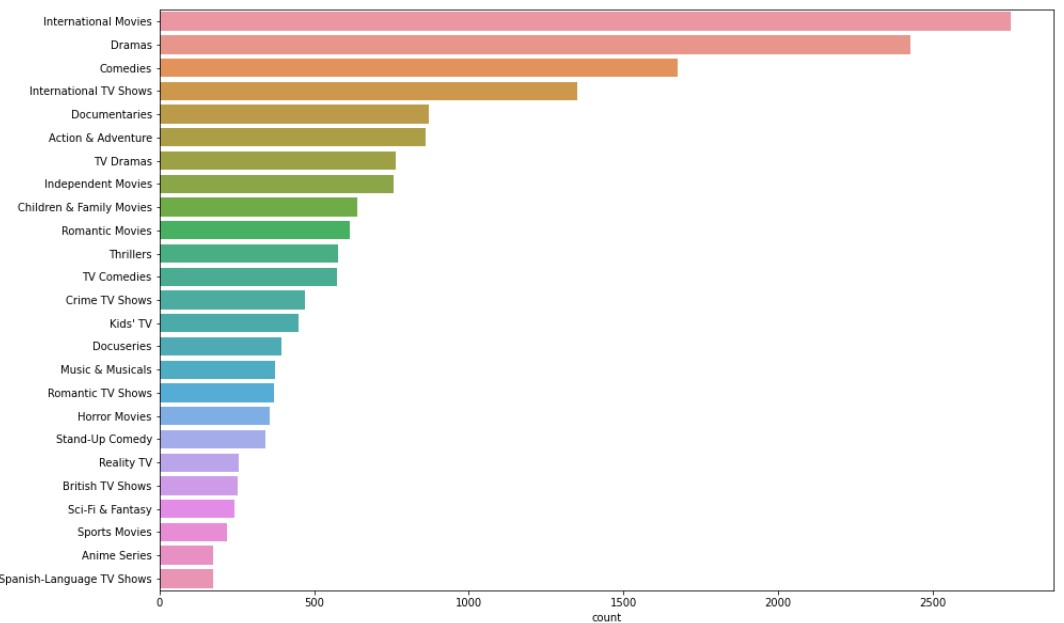 International Movies
Dramas
Comedies
International TV Shows
Documentaries
Action & Adventure
TV Dramas
Independent Movies
Children & Family Movies
Romantic Movies
Thrillers
TV Comedies
Crime TV Shows
Kids' TV
Docuseries
Music & Musicals
Romantic TV Shows
Horror Movies
Stand-Up Comedy
Reality TV
British TV Shows
Sci-Fi & Fantasy
Sports Movies
Anime Series
Spanish-Language TV Shows
0 500 1000 1500 2000 2500
count